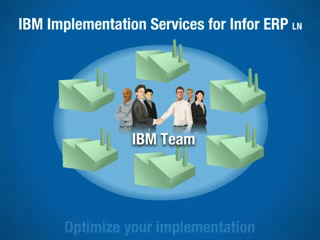 IBM Implementation Services for Infor ERP LN
IBM Team
Optimize your implementation